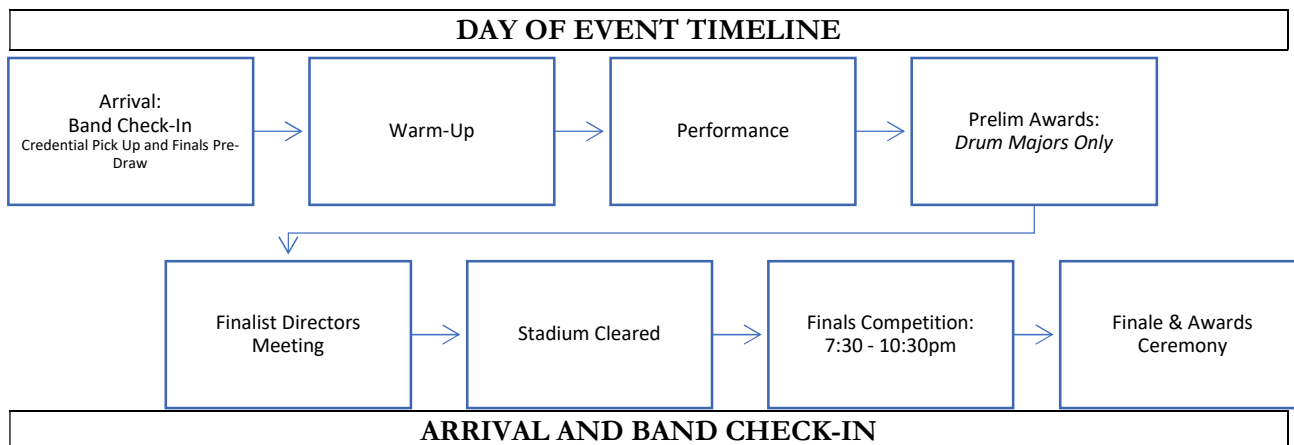 DAY OF EVENT TIMELINE
Arrival:
Band Check-In
Credential Pick Up and Finals Pre-
Draw
Warm-Up
Performance
Prelim Awards:
Drum Majors Only
Finalist Directors
Meeting
Stadium Cleared
Finals Competition:
7:30 - 10:30pm
Finale & Awards
Ceremony
ARRIVAL AND BAND CHECK-IN